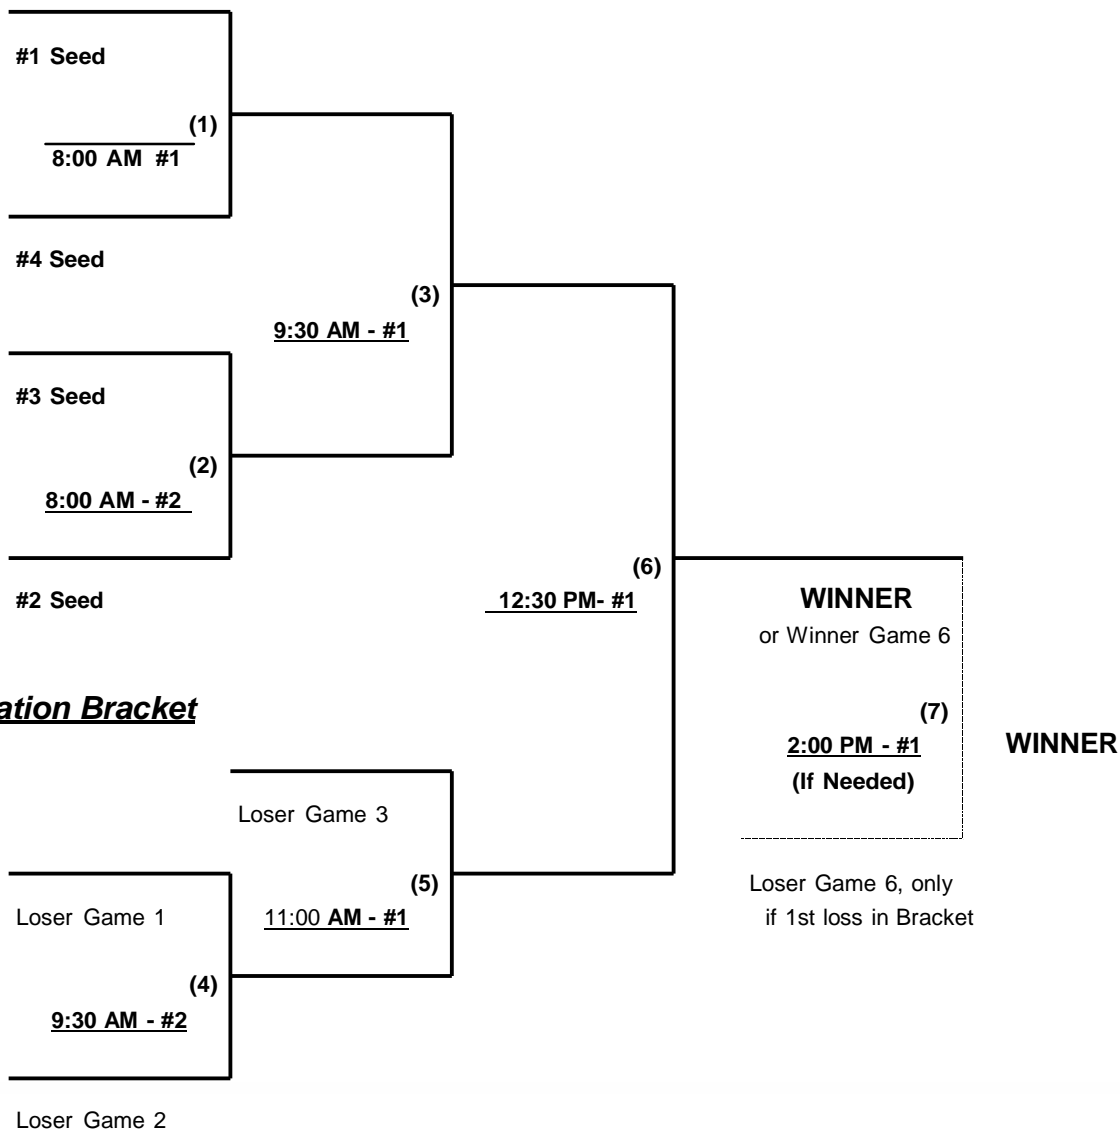 #1 Seed
(1)
8:00 AM #1
#4 Seed
(3)
9:30 AM - #1
#3 Seed
(2)
8:00 AM - #2
(6)
#2 Seed
12:30 PM- #1
WINNER
or Winner Game 6
ation Bracket
(7)
2:00 PM - #1
WINNER
(If Needed)
Loser Game 3
(5)
Loser Game 6, only
Loser Game 1
11:00 AM - #1
if 1st loss in Bracket
(4)
9:30 AM - #2
Loser Game 2